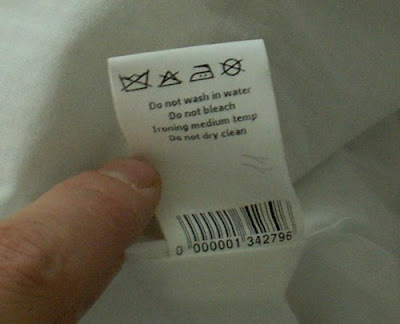 Do not wash in water
Do not bleach
Ironing medium temp
Do not dry clean
0 000001 342796